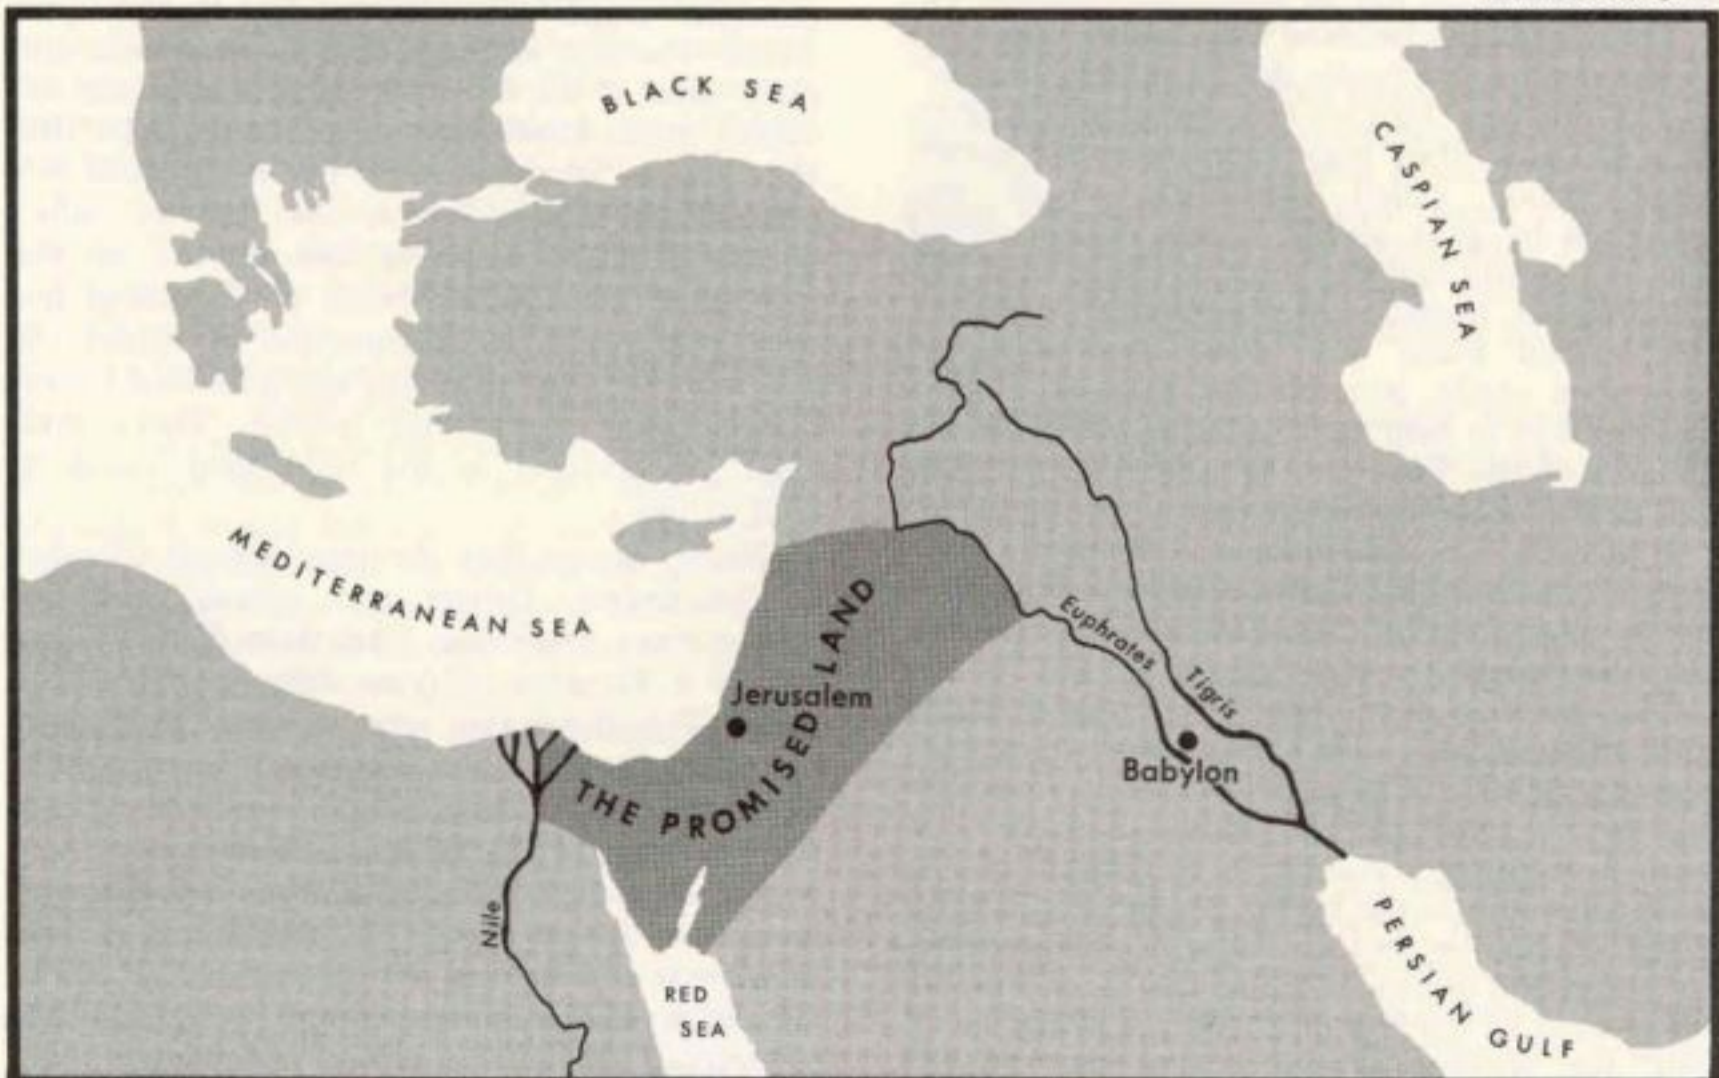 BLACK SEA
CASPIAN SEA
MEDITERRANEAN SEA
THE PROMISED LAND
Jerusalem
Euphrates
Tigris
Babylon
Nile
RED
SEA
PERSIAN GULF